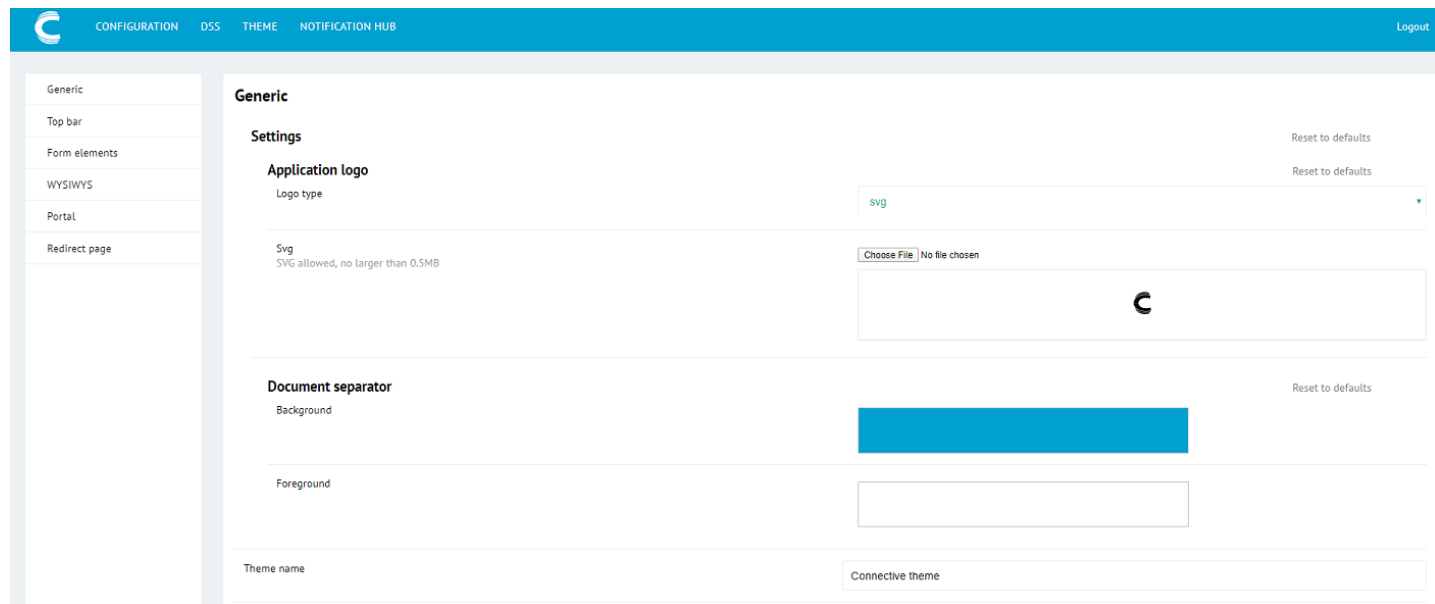 CONFIGURATION DSS THEME NOTIFICATION HUB Logout
Generic
Top bar
Form elements
WYSIWYS
Portal
Redirect page
Generic
Settings Reset to defaults
Application logo Reset to defaults
Logo type svg
Svg
SVG allowed, no larger than 0.5MB
Choose File No file chosen
Document separator Reset to defaults
Background
Foreground
Theme name Connective theme